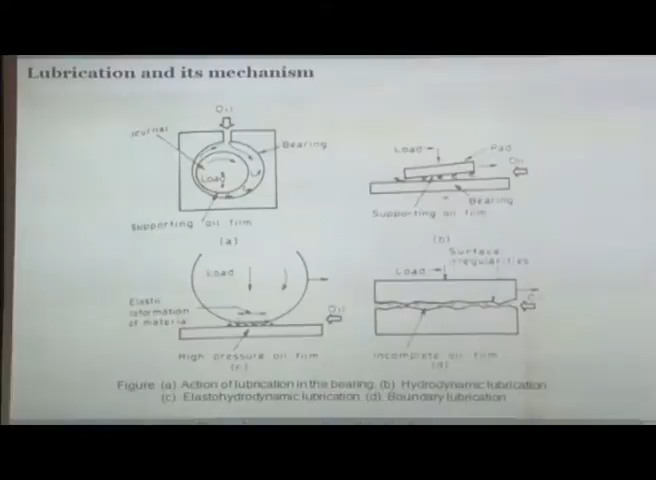 Lubrication and its mechanism
Oil
Journal
Bearing
Load
Supporting oil film
(a)
Load
Pad
Oil
Bearing
Supporting oil film
(b)
Load
Elastic
deformation
of material
Oil
High pressure oil film
(c)
Surface
irregularities
Load
Incomplete oil film
(d)
Figure (a) Action of lubrication in the bearing. (b) Hydrodynamic lubrication
(c). Elastohydrodynamic lubrication. (d). Boundary lubrication